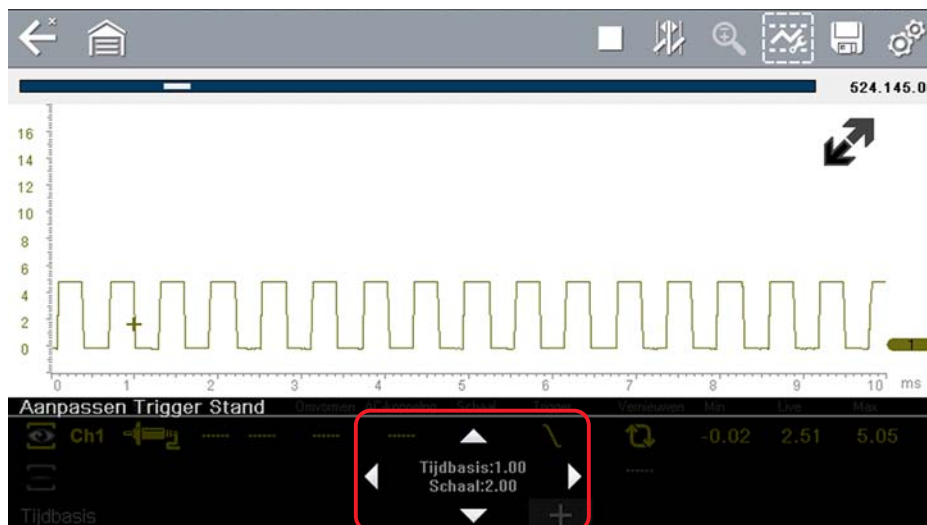 524.145.0
16
14
12
10
8
6
4
2
0
1
0 1 2 3 4 5 6 7 8 9 10 ms
Aanpassen Trigger Stand Omvormen AC-koppeling Schaal Trigger Vernieuwen Min Live Max
Ch1 ------ ------ ------ ------ -0.02 2.51 5.05
Tijdbasis:1.00
Schaal:2.00
------
Tijdbasis